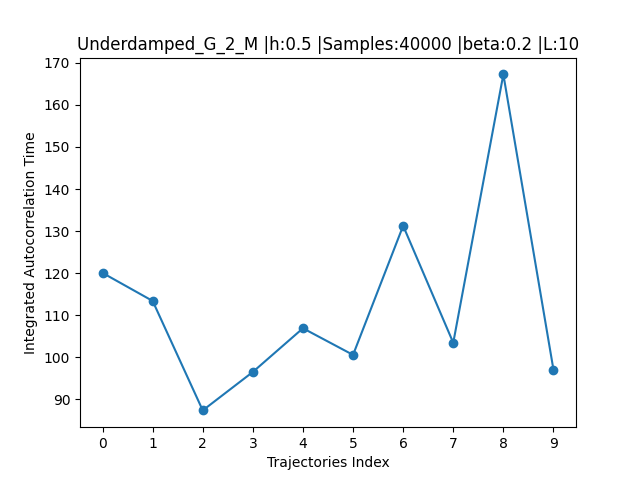 Underdamped_G_2_M |h:0.5 |Samples:40000 |beta:0.2 |L:10
Integrated Autocorrelation Time
170
160
150
140
130
120
110
100
90
0 1 2 3 4 5 6 7 8 9
Trajectories Index